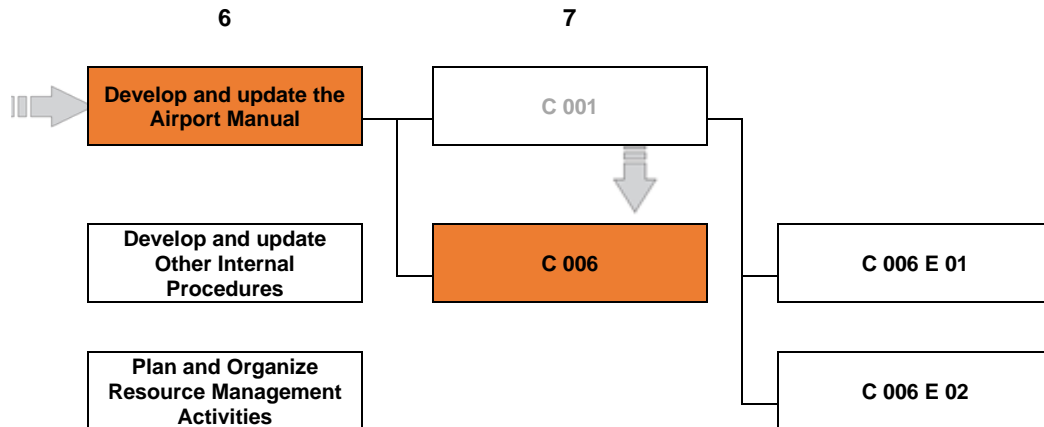 6
7
Develop and update the
Airport Manual
C 001
Develop and update
Other Internal
Procedures
C 006
C 006 E 01
Plan and Organize
Resource Management
Activities
C 006 E 02